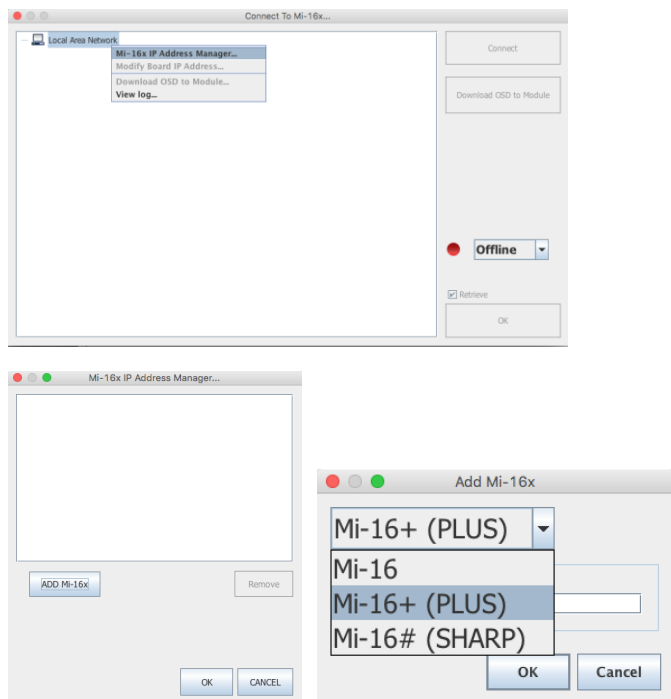 Connect To Mi-16x...
Local Area Network
Mi-16x IP Address Manager...
Modify Board IP Address...
Download OSD to Module...
View log...
Connect
Download OSD to Module
Offline
Retrieve
OK
Mi-16x IP Address Manager...
ADD Mi-16x
Remove
OK
CANCEL
Add Mi-16x
Mi-16+ (PLUS)
Mi-16
Mi-16+ (PLUS)
Mi-16# (SHARP)
OK
Cancel